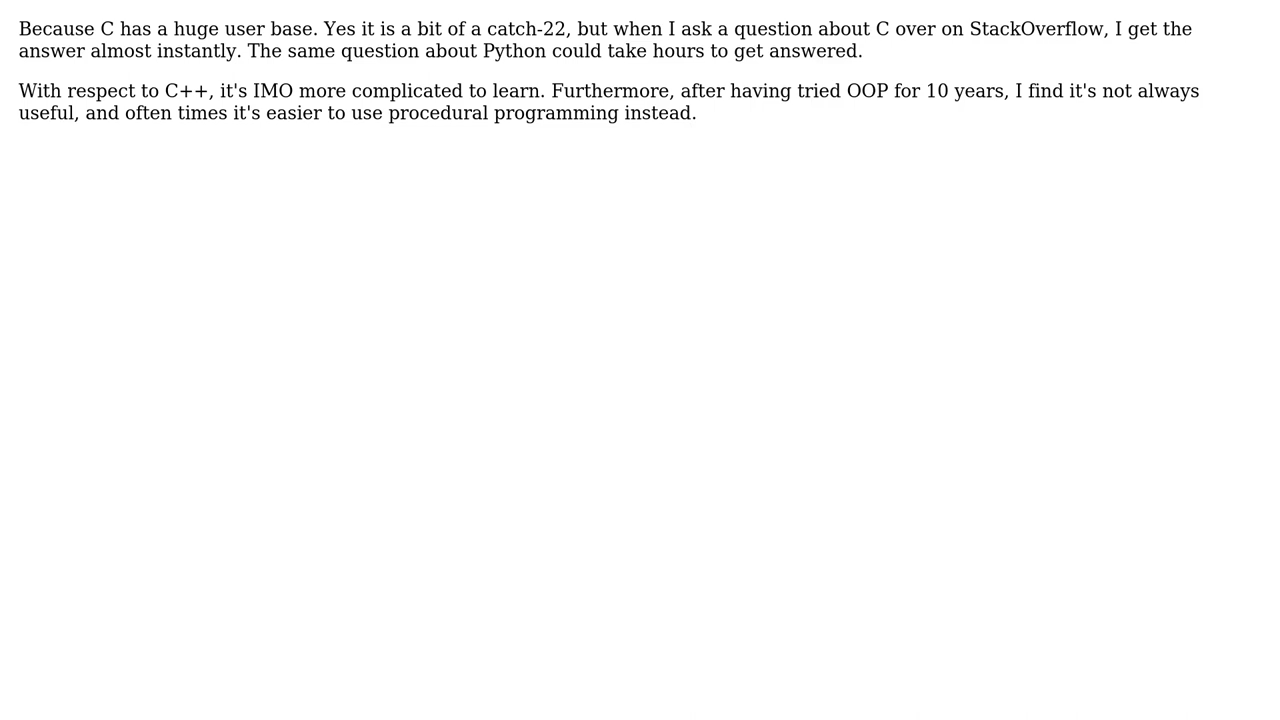 Because C has a huge user base. Yes it is a bit of a catch-22, but when I ask a question about C over on StackOverflow, I get the
answer almost instantly. The same question about Python could take hours to get answered.
With respect to C++, it's IMO more complicated to learn. Furthermore, after having tried OOP for 10 years, I find it's not always
useful, and often times it's easier to use procedural programming instead.